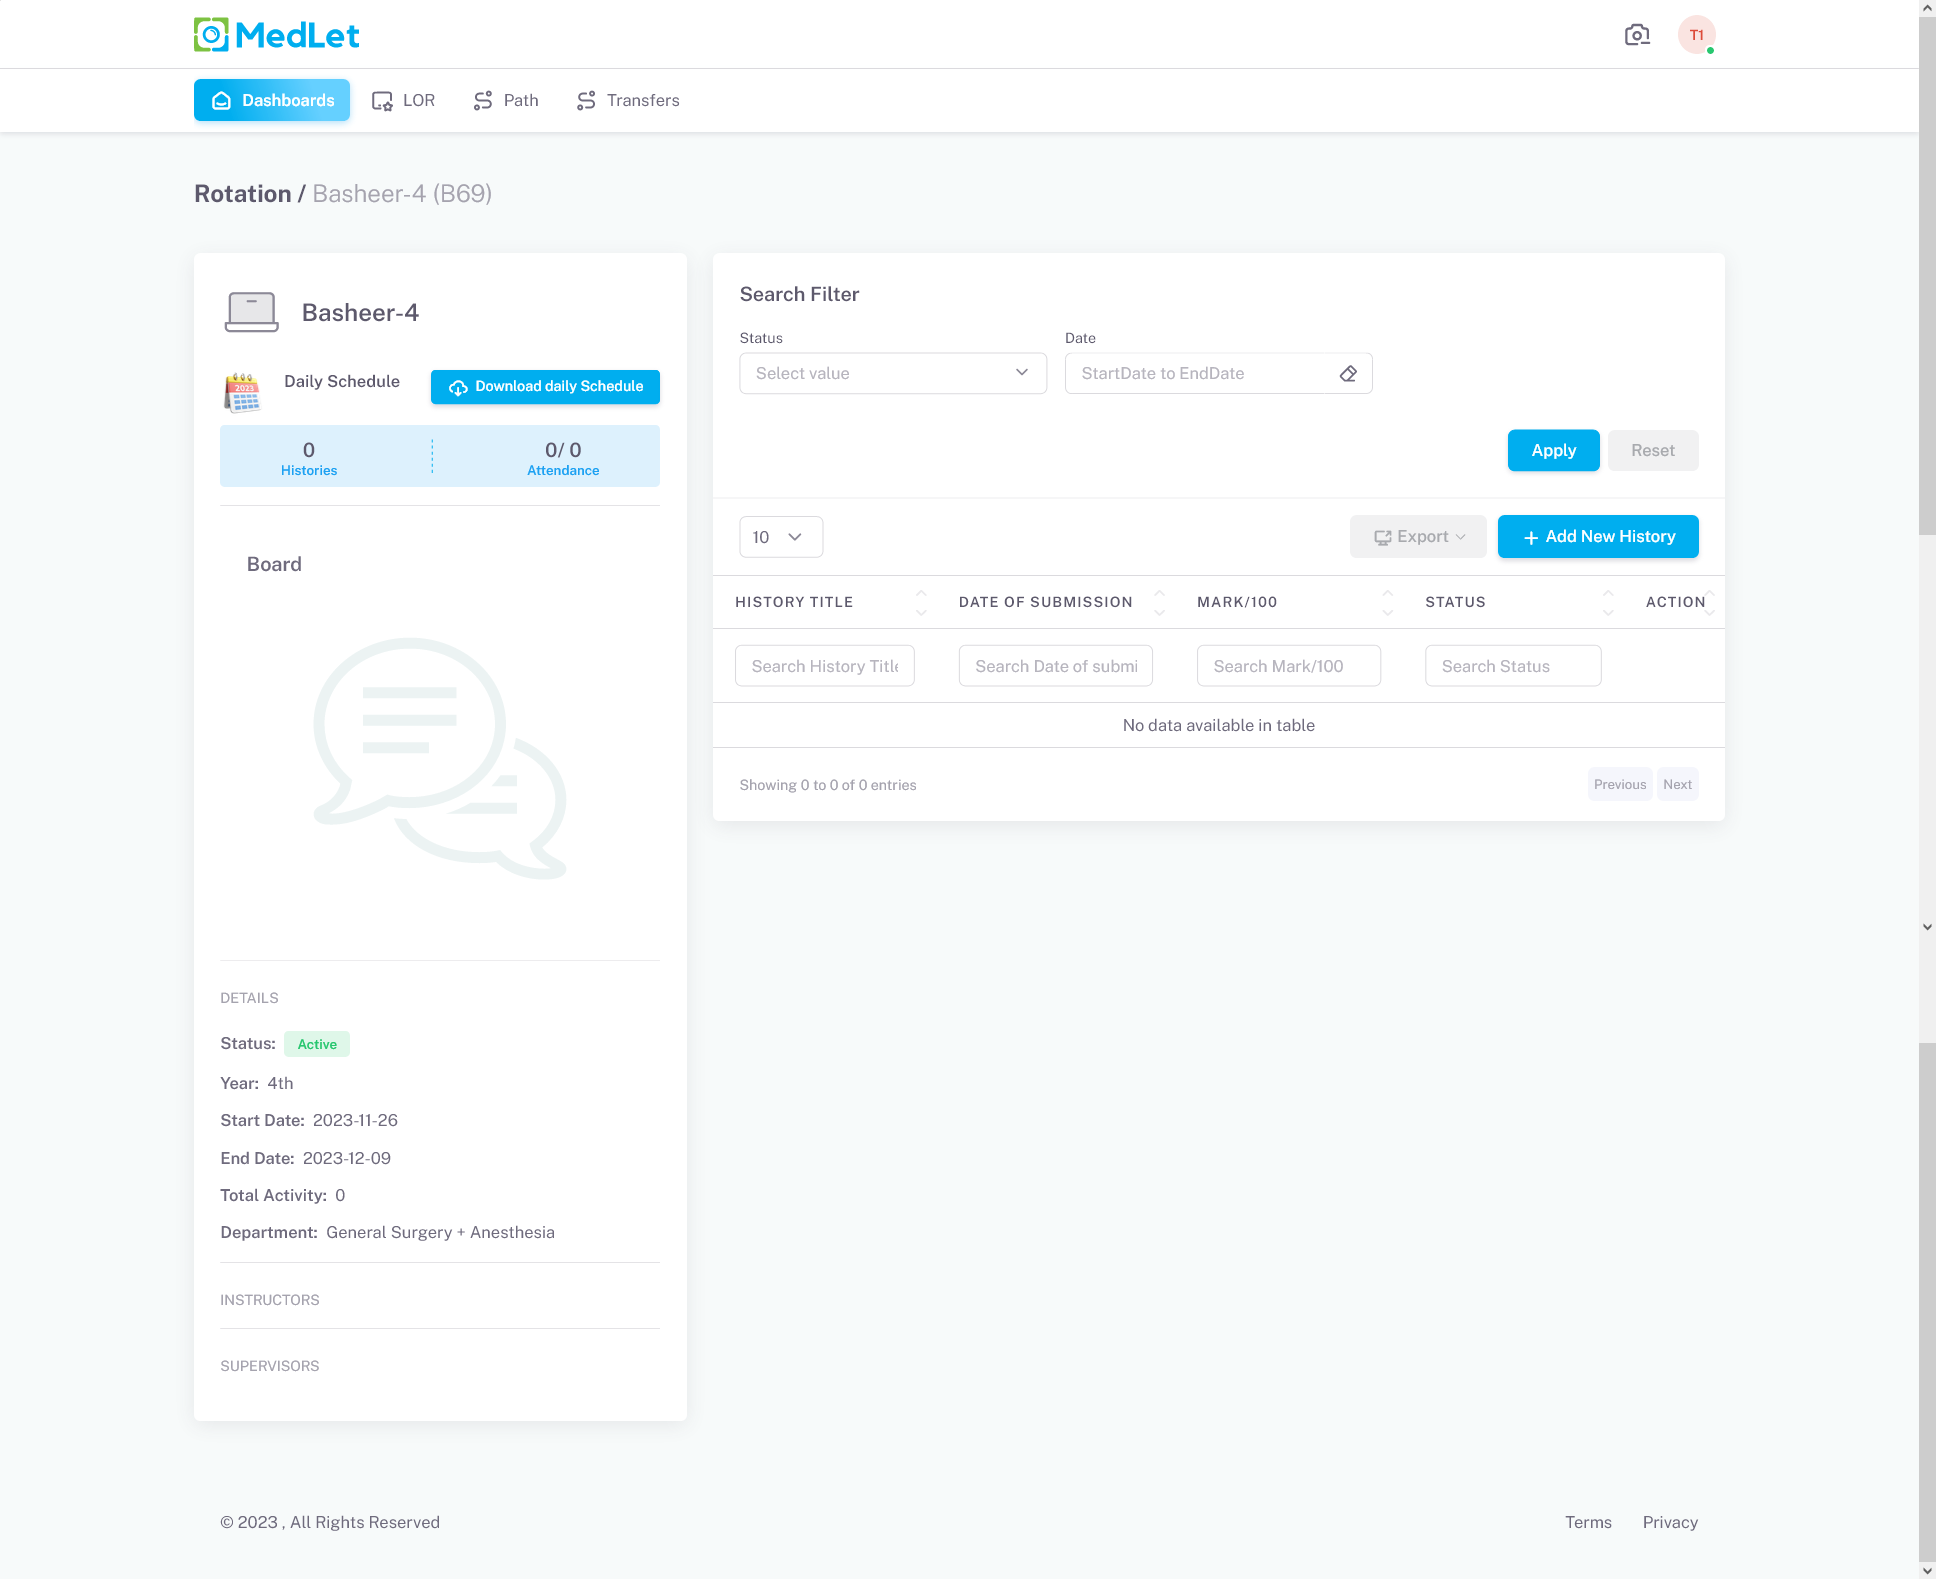 MedLet
T1
Dashboards
LOR
Path
Transfers
Rotation / Basheer-4 (B69)
Basheer-4
2023
Daily Schedule
Download daily Schedule
0
Histories
0/ 0
Attendance
Board
DETAILS
Status: Active
Year: 4th
Start Date: 2023-11-26
End Date: 2023-12-09
Total Activity: 0
Department: General Surgery + Anesthesia
INSTRUCTORS
SUPERVISORS
Search Filter
Status
Select value
Date
StartDate to EndDate
Apply
Reset
10
Export
+ Add New History
HISTORY TITLE
DATE OF SUBMISSION
MARK/100
STATUS
ACTION
Search History Title
Search Date of submi
Search Mark/100
Search Status
No data available in table
Showing 0 to 0 of 0 entries
Previous
Next
© 2023 , All Rights Reserved
Terms
Privacy